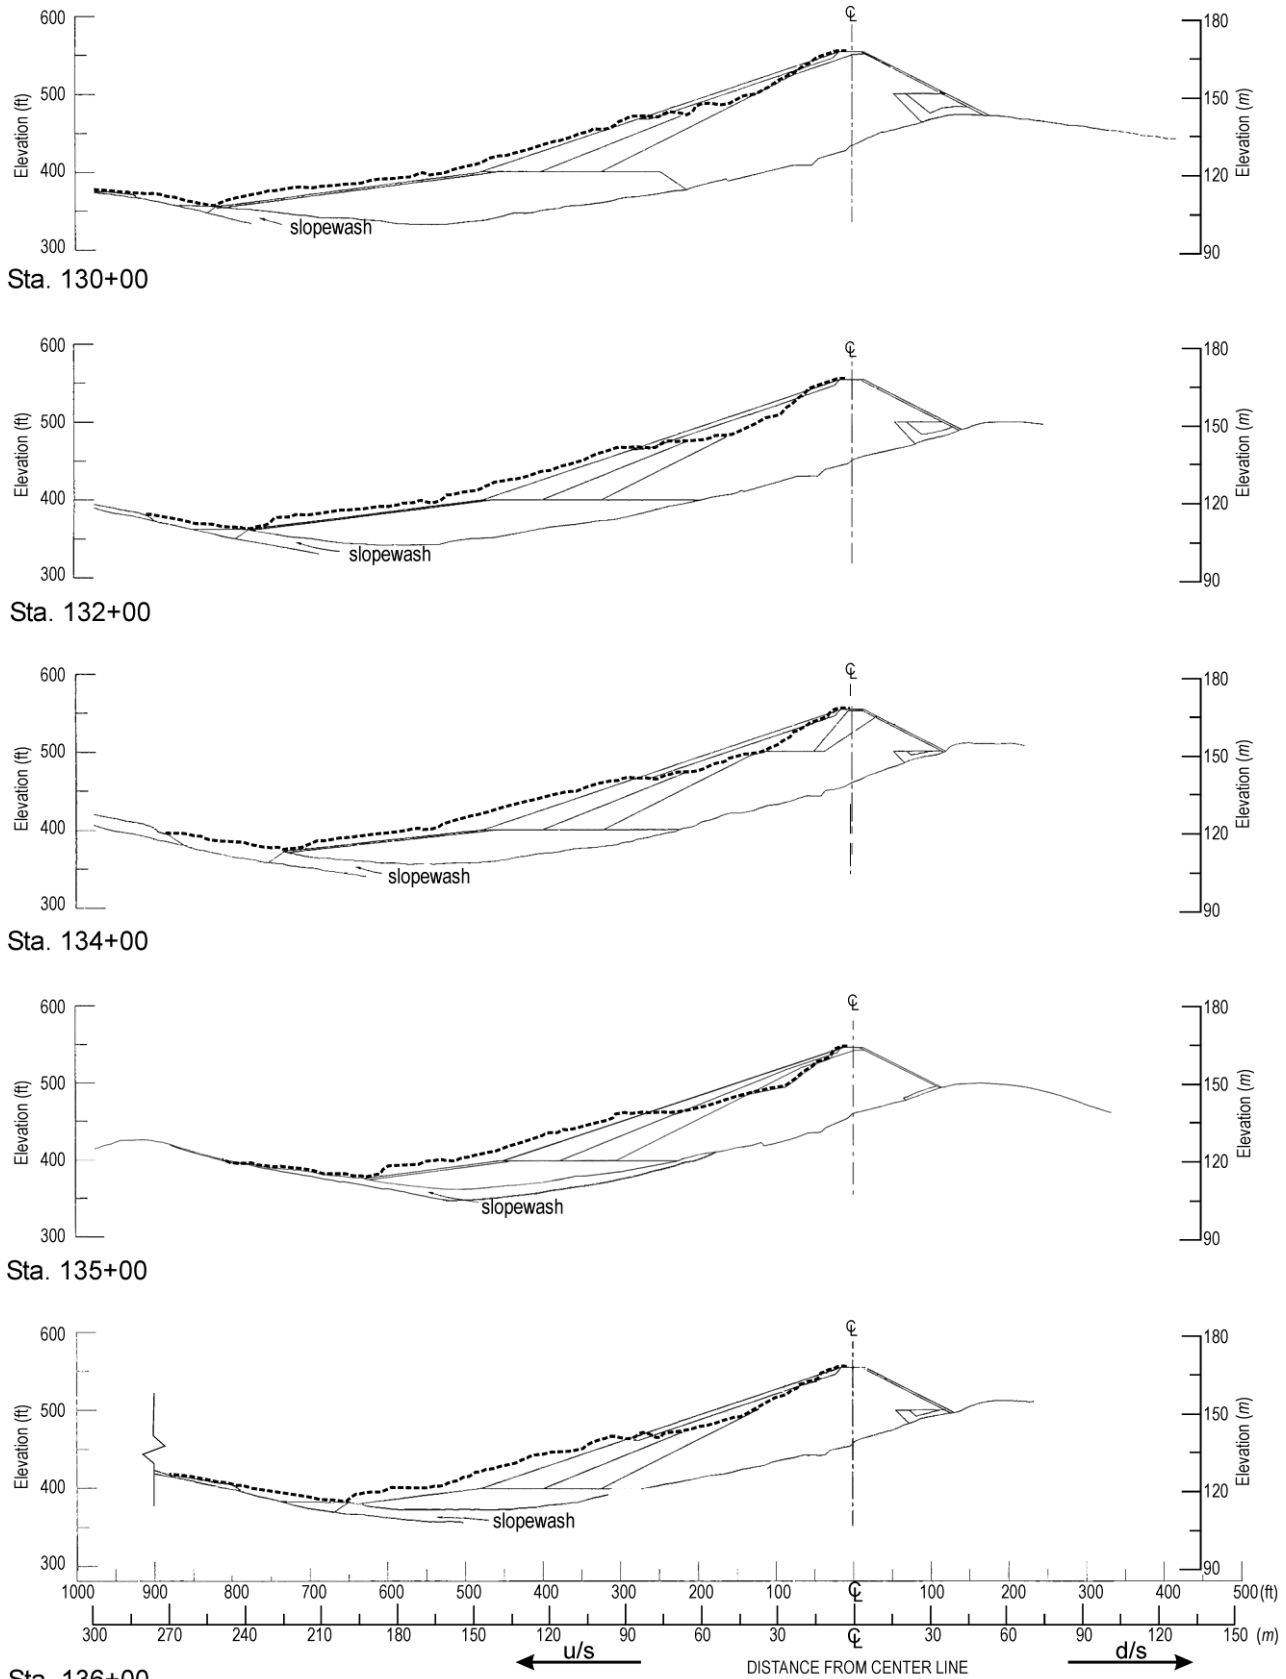 ℄
600
500
400
300
Elevation (ft)
180
150
120
90
Elevation (m)
slopewash
Sta. 130+00
℄
600
500
400
300
Elevation (ft)
180
150
120
90
Elevation (m)
slopewash
Sta. 132+00
℄
600
500
400
300
Elevation (ft)
180
150
120
90
Elevation (m)
slopewash
Sta. 134+00
℄
600
500
400
300
Elevation (ft)
180
150
120
90
Elevation (m)
slopewash
Sta. 135+00
℄
600
500
400
300
Elevation (ft)
180
150
120
90
Elevation (m)
slopewash
1000 900 800 700 600 500 400 300 200 100 ℄ 100 200 300 400 500 (ft)
300 270 240 210 180 150 120 90 60 30 ℄ 30 60 90 120 150 (m)
u/s d/s
DISTANCE FROM CENTER LINE
Sta. 136+00